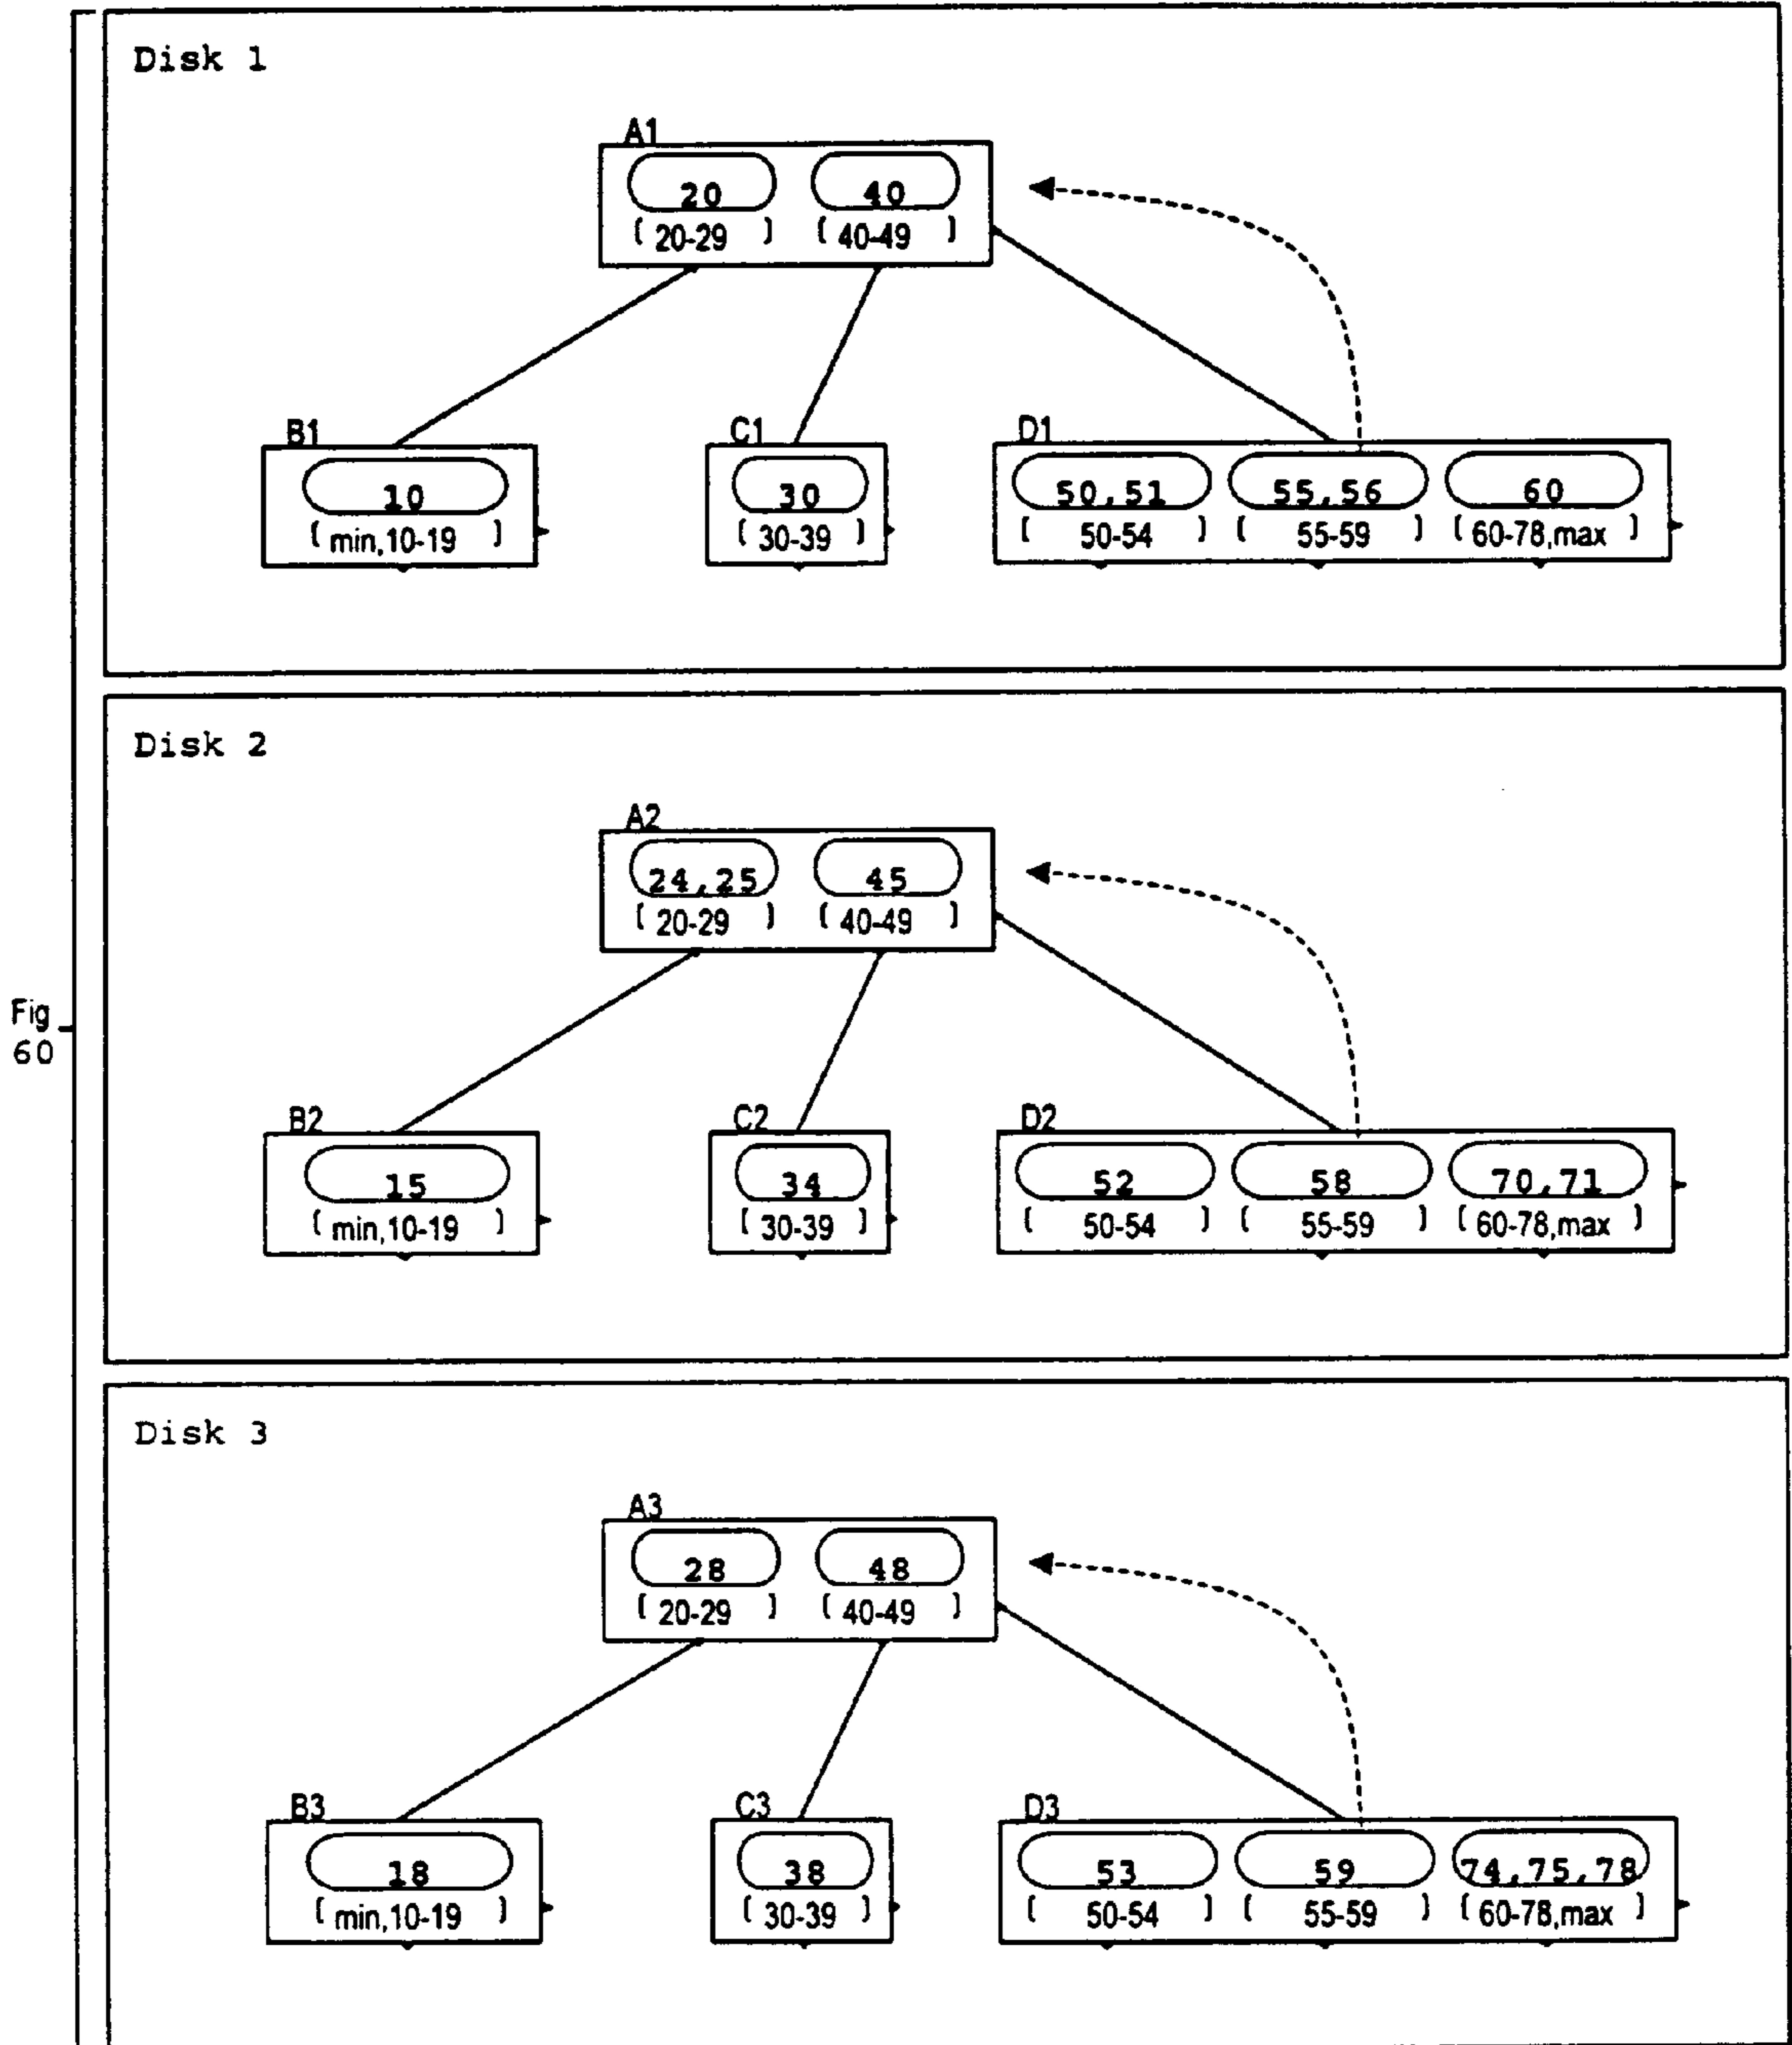 Disk 1
A1
20 40
[ 20-29 ] [ 40-49 ]
B1 C1 D1
10 30 50,51 55,56 60
[ min,10-19 ] [ 30-39 ] [ 50-54 ] [ 55-59 ] [ 60-78,max ]
Disk 2
A2
24,25 45
[ 20-29 ] [ 40-49 ]
Fig
60
B2 C2 D2
15 34 52 58 70,71
[ min,10-19 ] [ 30-39 ] [ 50-54 ] [ 55-59 ] [ 60-78,max ]
Disk 3
A3
28 48
[ 20-29 ] [ 40-49 ]
B3 C3 D3
18 38 53 59 74,75,78
[ min,10-19 ] [ 30-39 ] [ 50-54 ] [ 55-59 ] [ 60-78,max ]